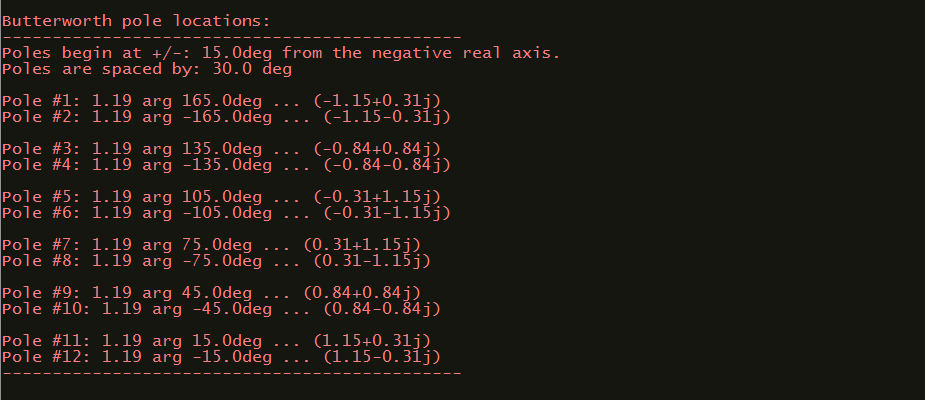 Butterworth pole locations:
----------------------------------------------
Poles begin at +/-: 15.0deg from the negative real axis.
Poles are spaced by: 30.0 deg
Pole #1: 1.19 arg 165.0deg ... (-1.15+0.31j)
Pole #2: 1.19 arg -165.0deg ... (-1.15-0.31j)
Pole #3: 1.19 arg 135.0deg ... (-0.84+0.84j)
Pole #4: 1.19 arg -135.0deg ... (-0.84-0.84j)
Pole #5: 1.19 arg 105.0deg ... (-0.31+1.15j)
Pole #6: 1.19 arg -105.0deg ... (-0.31-1.15j)
Pole #7: 1.19 arg 75.0deg ... (0.31+1.15j)
Pole #8: 1.19 arg -75.0deg ... (0.31-1.15j)
Pole #9: 1.19 arg 45.0deg ... (0.84+0.84j)
Pole #10: 1.19 arg -45.0deg ... (0.84-0.84j)
Pole #11: 1.19 arg 15.0deg ... (1.15+0.31j)
Pole #12: 1.19 arg -15.0deg ... (1.15-0.31j)
----------------------------------------------